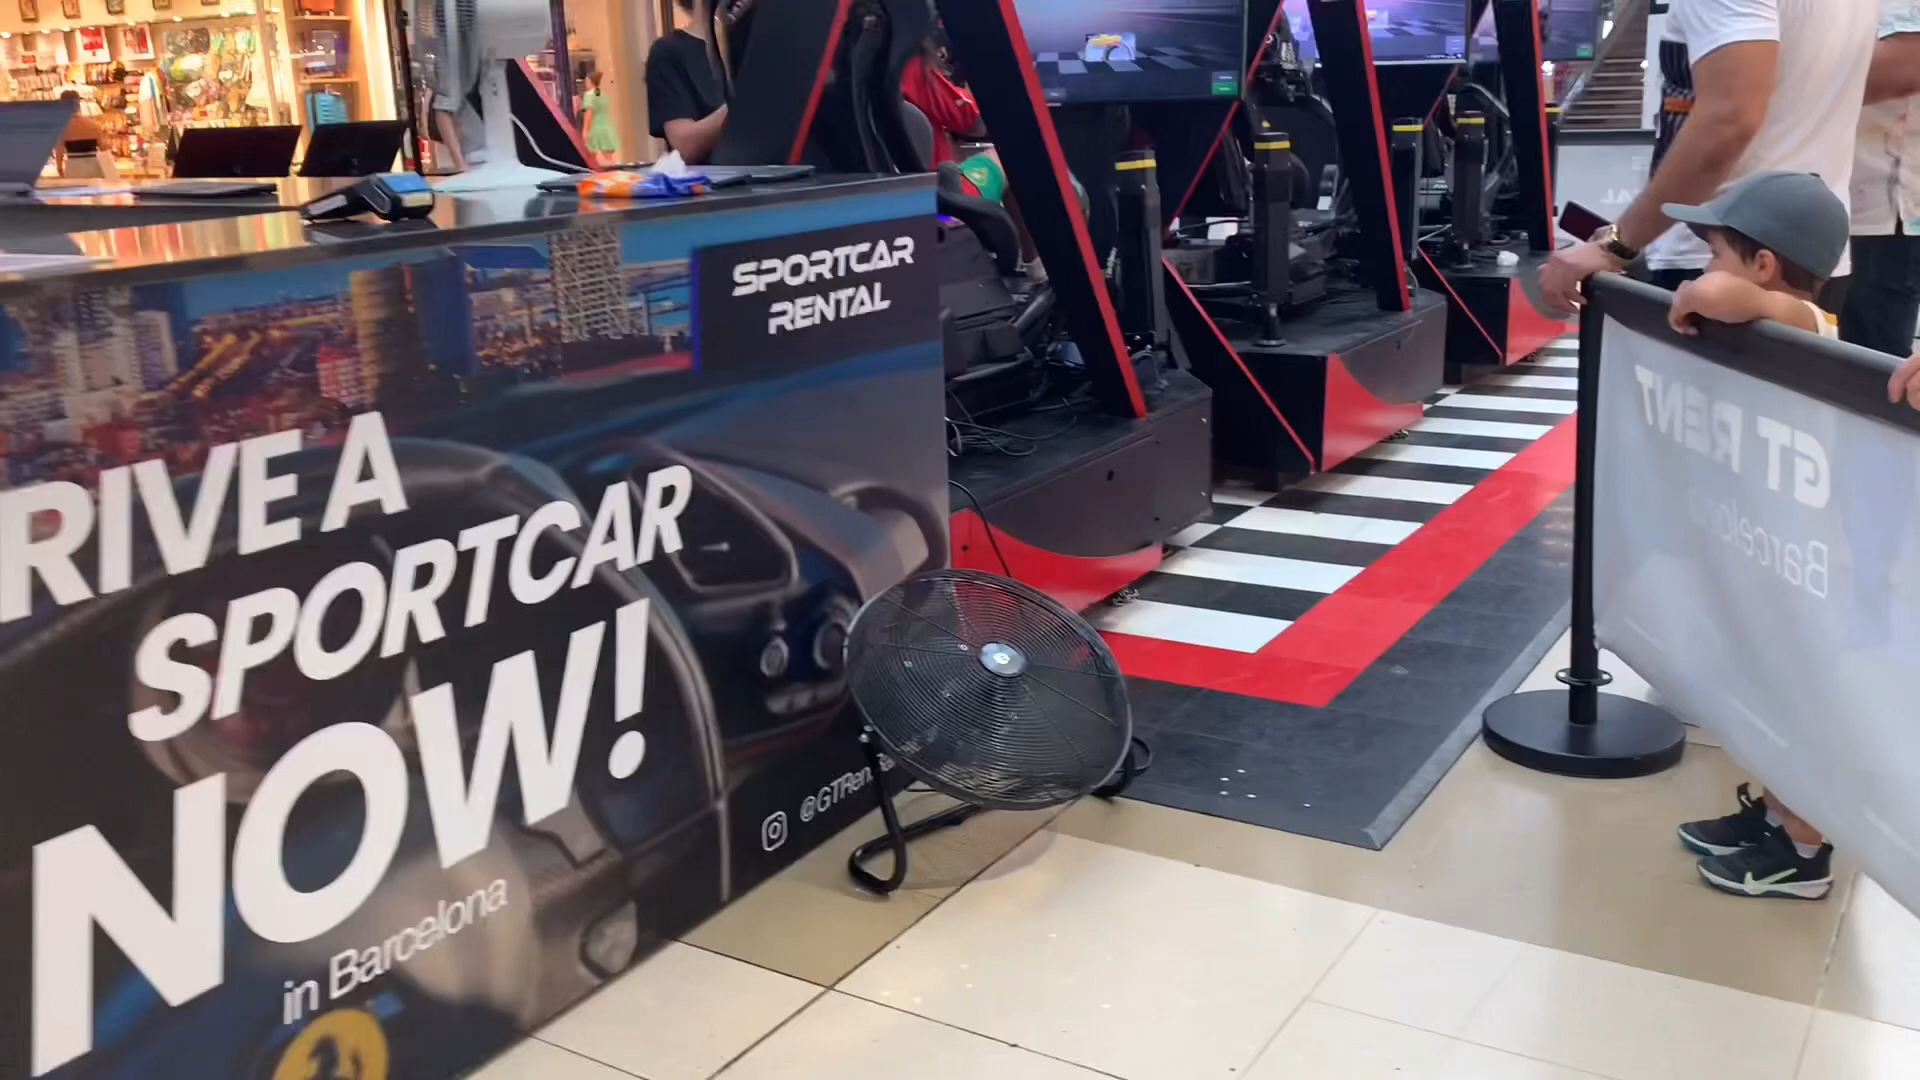 SPORTCAR
RENTAL
RIVE A
SPORTCAR
NOW!
in Barcelona
@GTRen
GT RENT
Barcelona